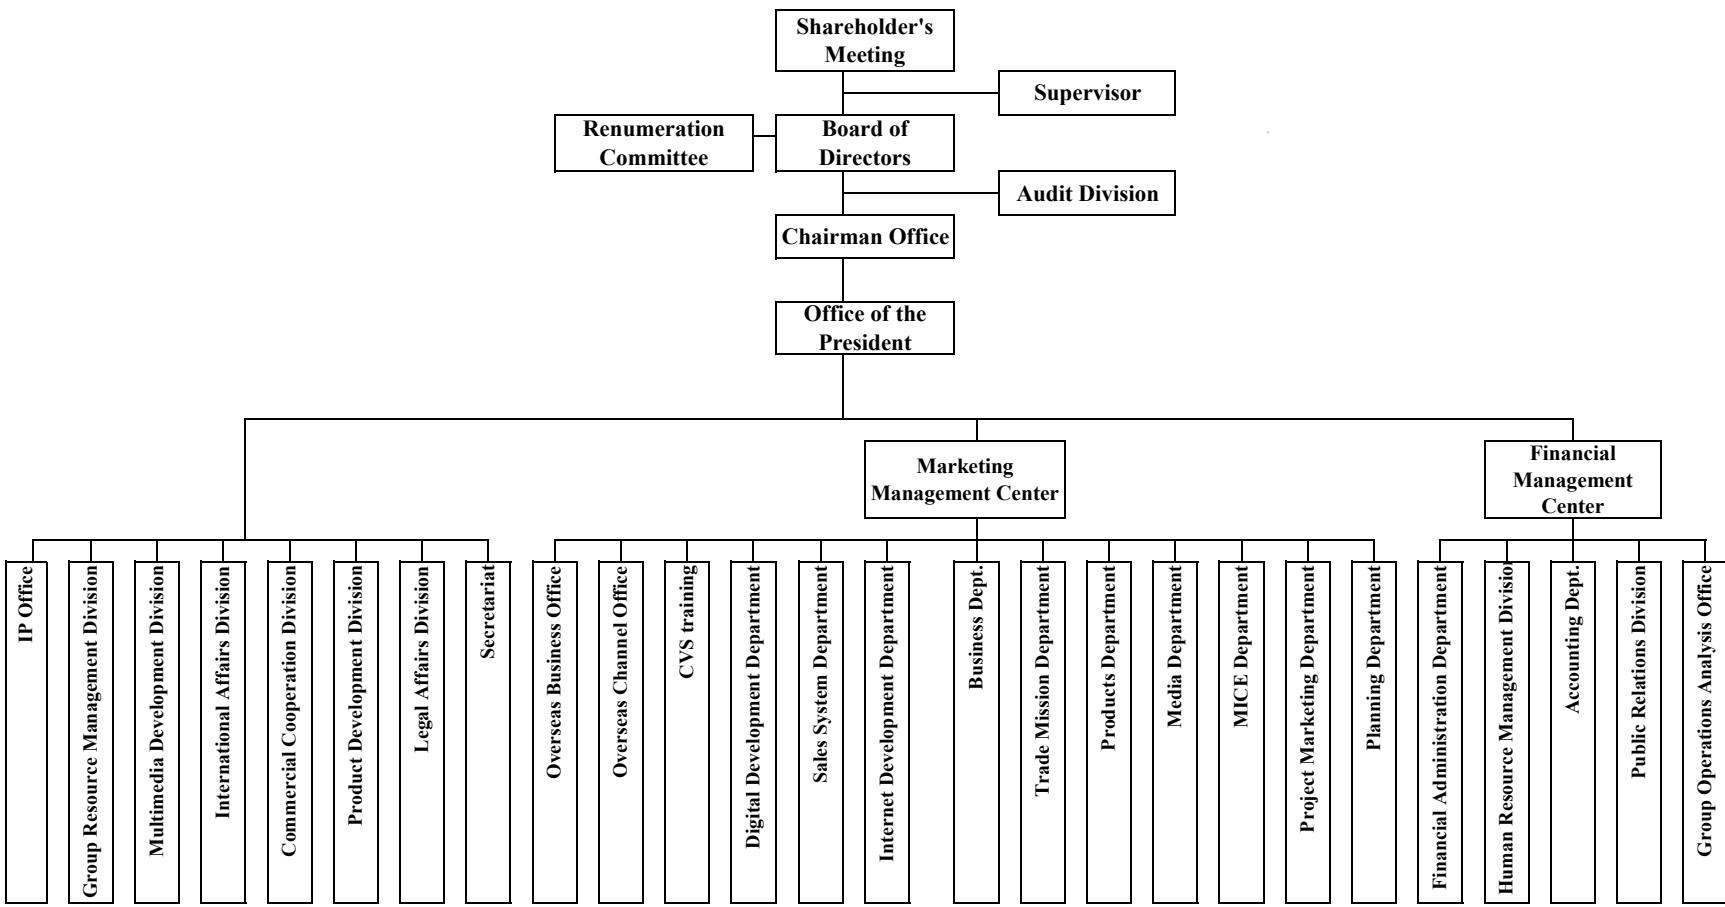 Shareholder's
Meeting
Supervisor
Renumeration
Committee
Board of
Directors
Audit Division
Chairman Office
Office of the
President
Marketing
Management Center
Financial
Management
Center
IP Office
Group Resource Management Division
Multimedia Development Division
International Affairs Division
Commercial Cooperation Division
Product Development Division
Legal Affairs Division
Secretariat
Overseas Business Office
Overseas Channel Office
CVS training
Digital Development Department
Sales System Department
Internet Development Department
Business Dept.
Trade Mission Department
Products Department
Media Department
MICE Department
Project Marketing Department
Planning Department
Financial Administration Department
Human Resource Management Division
Accounting Dept.
Public Relations Division
Group Operations Analysis Office